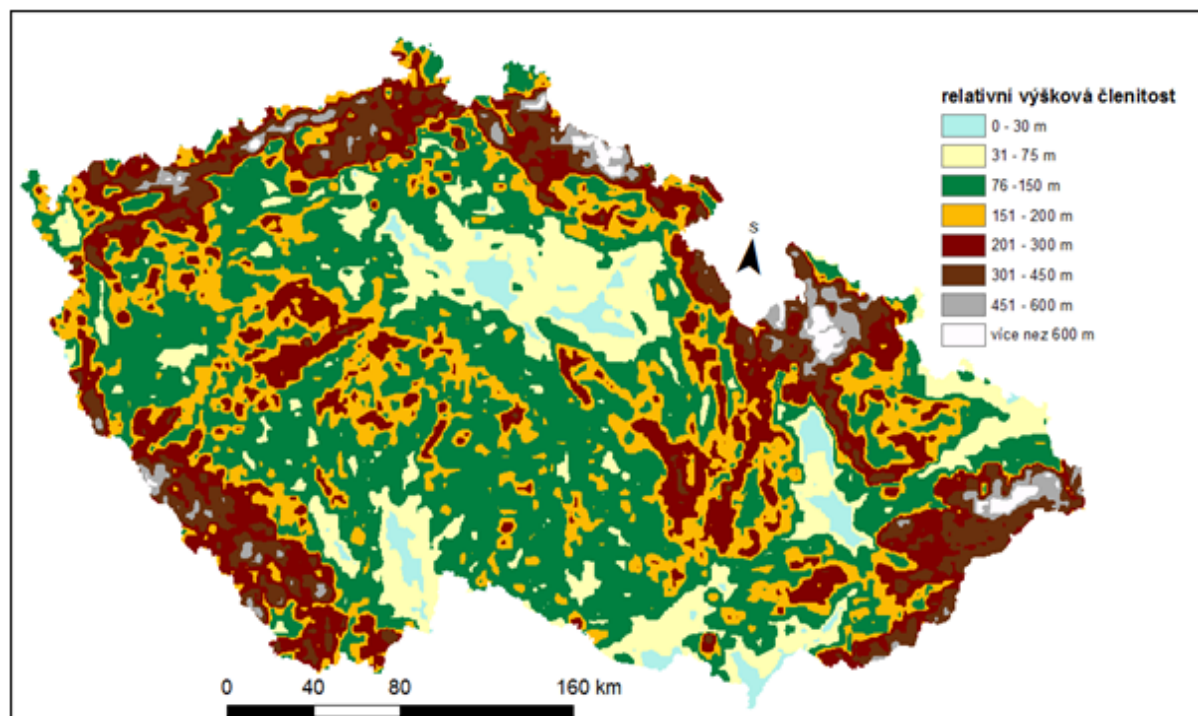 relativní výšková členitost
0 - 30 m
31 - 75 m
76 -150 m
151 - 200 m
201 - 300 m
301 - 450 m
451 - 600 m
více nez 600 m
S
0 40 80 160 km